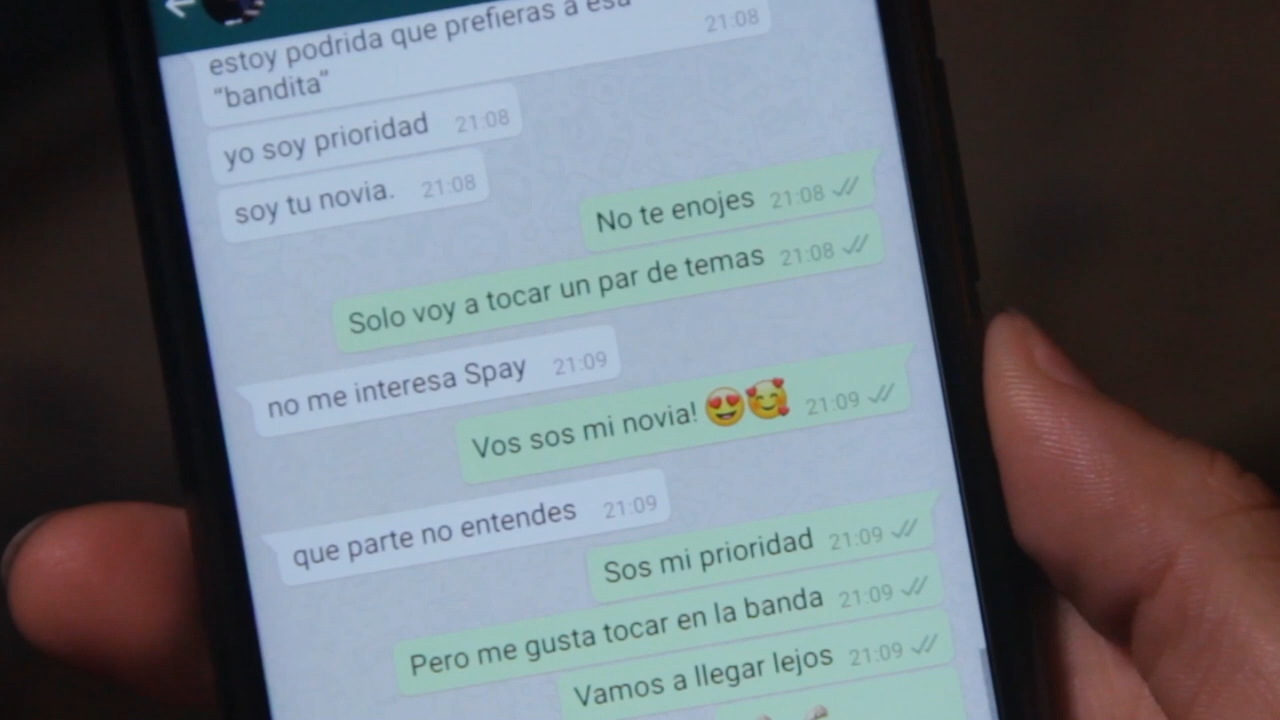 estoy podrida que prefieras a esa 21:08
"bandita"
yo soy prioridad 21:08
soy tu novia. 21:08
No te enojes 21:08
Solo voy a tocar un par de temas 21:08
no me interesa Spay 21:09
Vos sos mi novia! 😍🥰 21:09
que parte no entendes 21:09
Sos mi prioridad 21:09
Pero me gusta tocar en la banda 21:09
Vamos a llegar lejos 21:09